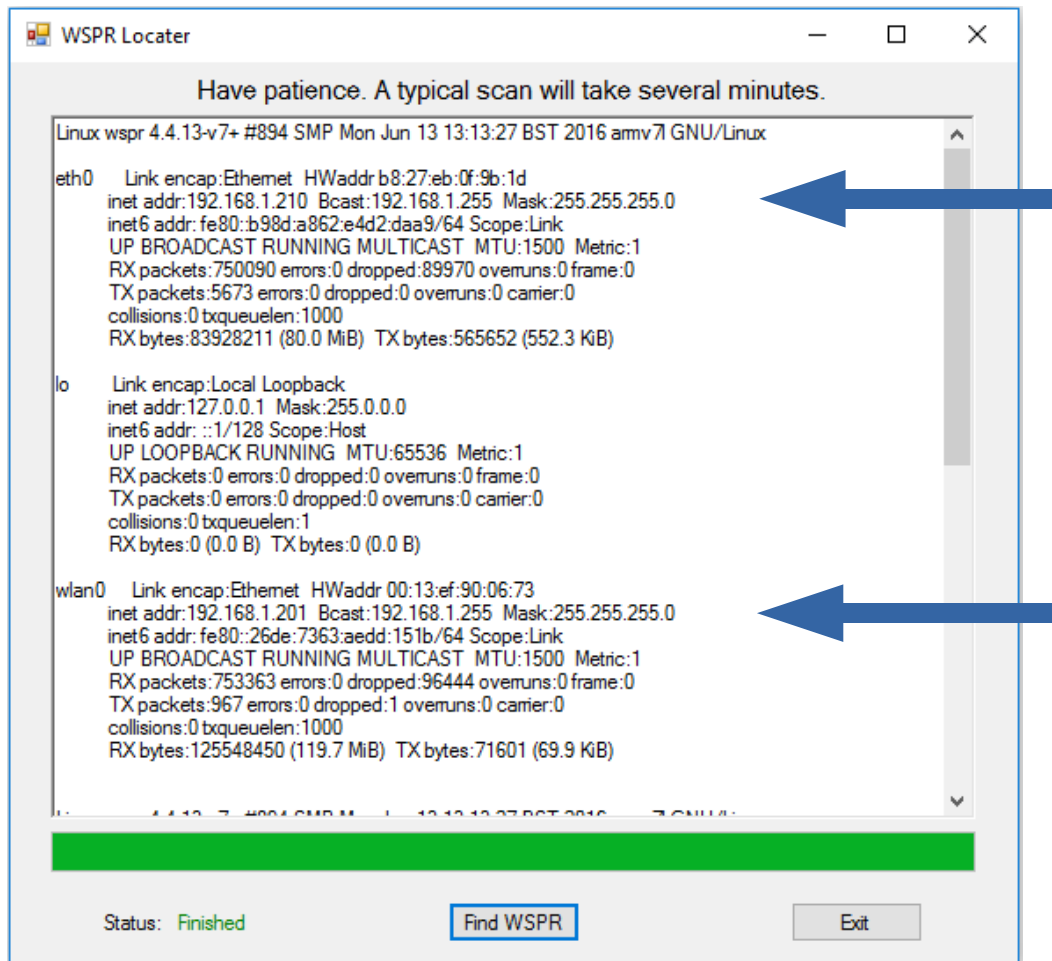 WSPR Locater
Have patience. A typical scan will take several minutes.
Linux wspr 4.4.13-v7+ #894 SMP Mon Jun 13 13:13:27 BST 2016 armv7l GNU/Linux
eth0 Link encap:Ethernet HWaddr b8:27:eb:0f:9b:1d
inet addr:192.168.1.210 Bcast:192.168.1.255 Mask:255.255.255.0
inet6 addr: fe80::b98d:a862:e4d2:daa9/64 Scope:Link
UP BROADCAST RUNNING MULTICAST MTU:1500 Metric:1
RX packets:750090 errors:0 dropped:89970 overruns:0 frame:0
TX packets:5673 errors:0 dropped:0 overruns:0 carrier:0
collisions:0 txqueuelen:1000
RX bytes:83928211 (80.0 MiB) TX bytes:565652 (552.3 KiB)
lo Link encap:Local Loopback
inet addr:127.0.0.1 Mask:255.0.0.0
inet6 addr: ::1/128 Scope:Host
UP LOOPBACK RUNNING MTU:65536 Metric:1
RX packets:0 errors:0 dropped:0 overruns:0 frame:0
TX packets:0 errors:0 dropped:0 overruns:0 carrier:0
collisions:0 txqueuelen:1
RX bytes:0 (0.0 B) TX bytes:0 (0.0 B)
wlan0 Link encap:Ethernet HWaddr 00:13:ef:90:06:73
inet addr:192.168.1.201 Bcast:192.168.1.255 Mask:255.255.255.0
inet6 addr: fe80::26de:7363:aedd:151b/64 Scope:Link
UP BROADCAST RUNNING MULTICAST MTU:1500 Metric:1
RX packets:753363 errors:0 dropped:96444 overruns:0 frame:0
TX packets:967 errors:0 dropped:1 overruns:0 carrier:0
collisions:0 txqueuelen:1000
RX bytes:125548450 (119.7 MiB) TX bytes:71601 (69.9 KiB)
Status: Finished
Find WSPR
Exit